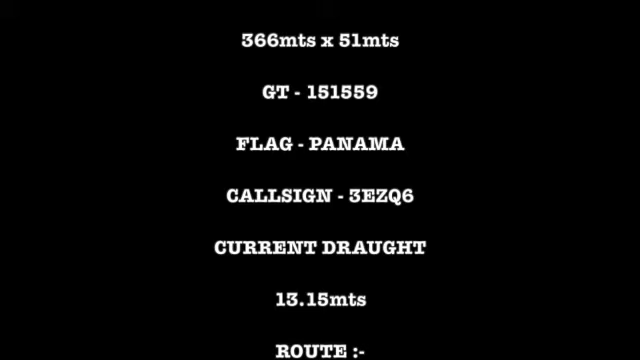 366mts x 51mts
GT - 151559
FLAG - PANAMA
CALLSIGN - 3EZQ6
CURRENT DRAUGHT
13.15mts
ROUTE :-